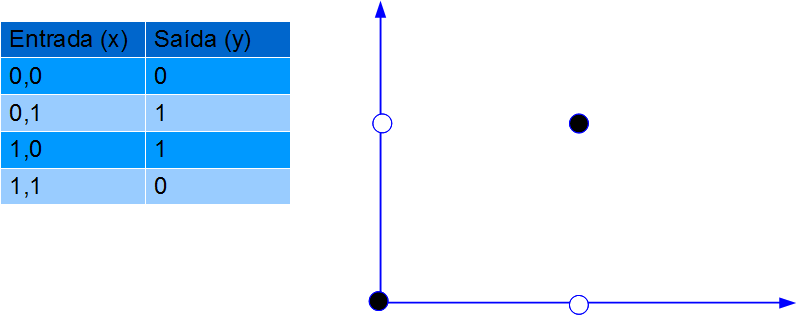 Entrada (x) Saída (y)
0,0 0
0,1 1
1,0 1
1,1 0